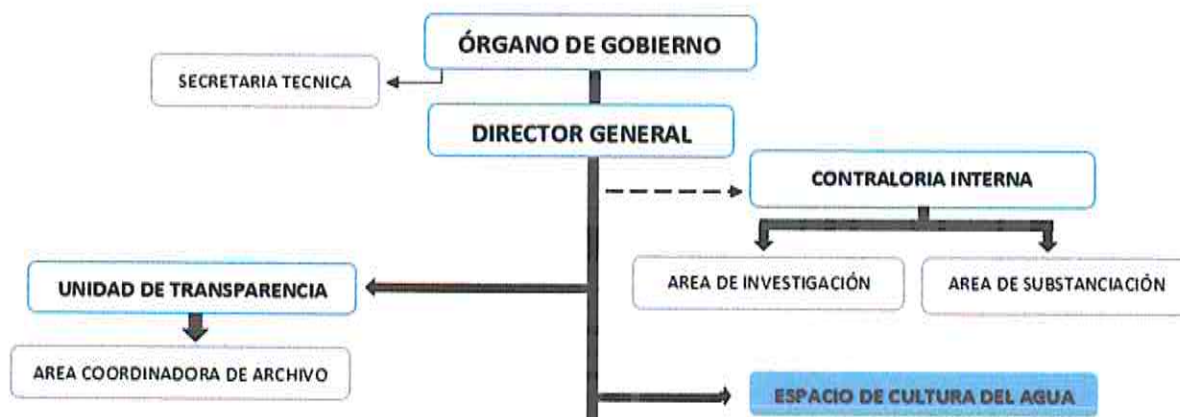 ÓRGANO DE GOBIERNO
SECRETARIA TECNICA
DIRECTOR GENERAL
CONTRALORIA INTERNA
AREA DE INVESTIGACIÓN
AREA DE SUBSTANCIACIÓN
UNIDAD DE TRANSPARENCIA
AREA COORDINADORA DE ARCHIVO
ESPACIO DE CULTURA DEL AGUA